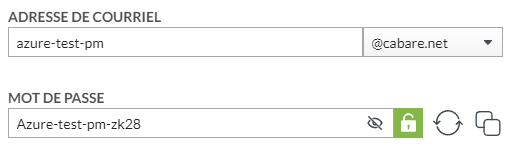 ADRESSE DE COURRIEL
azure-test-pm @cabare.net
MOT DE PASSE
Azure-test-pm-zk28